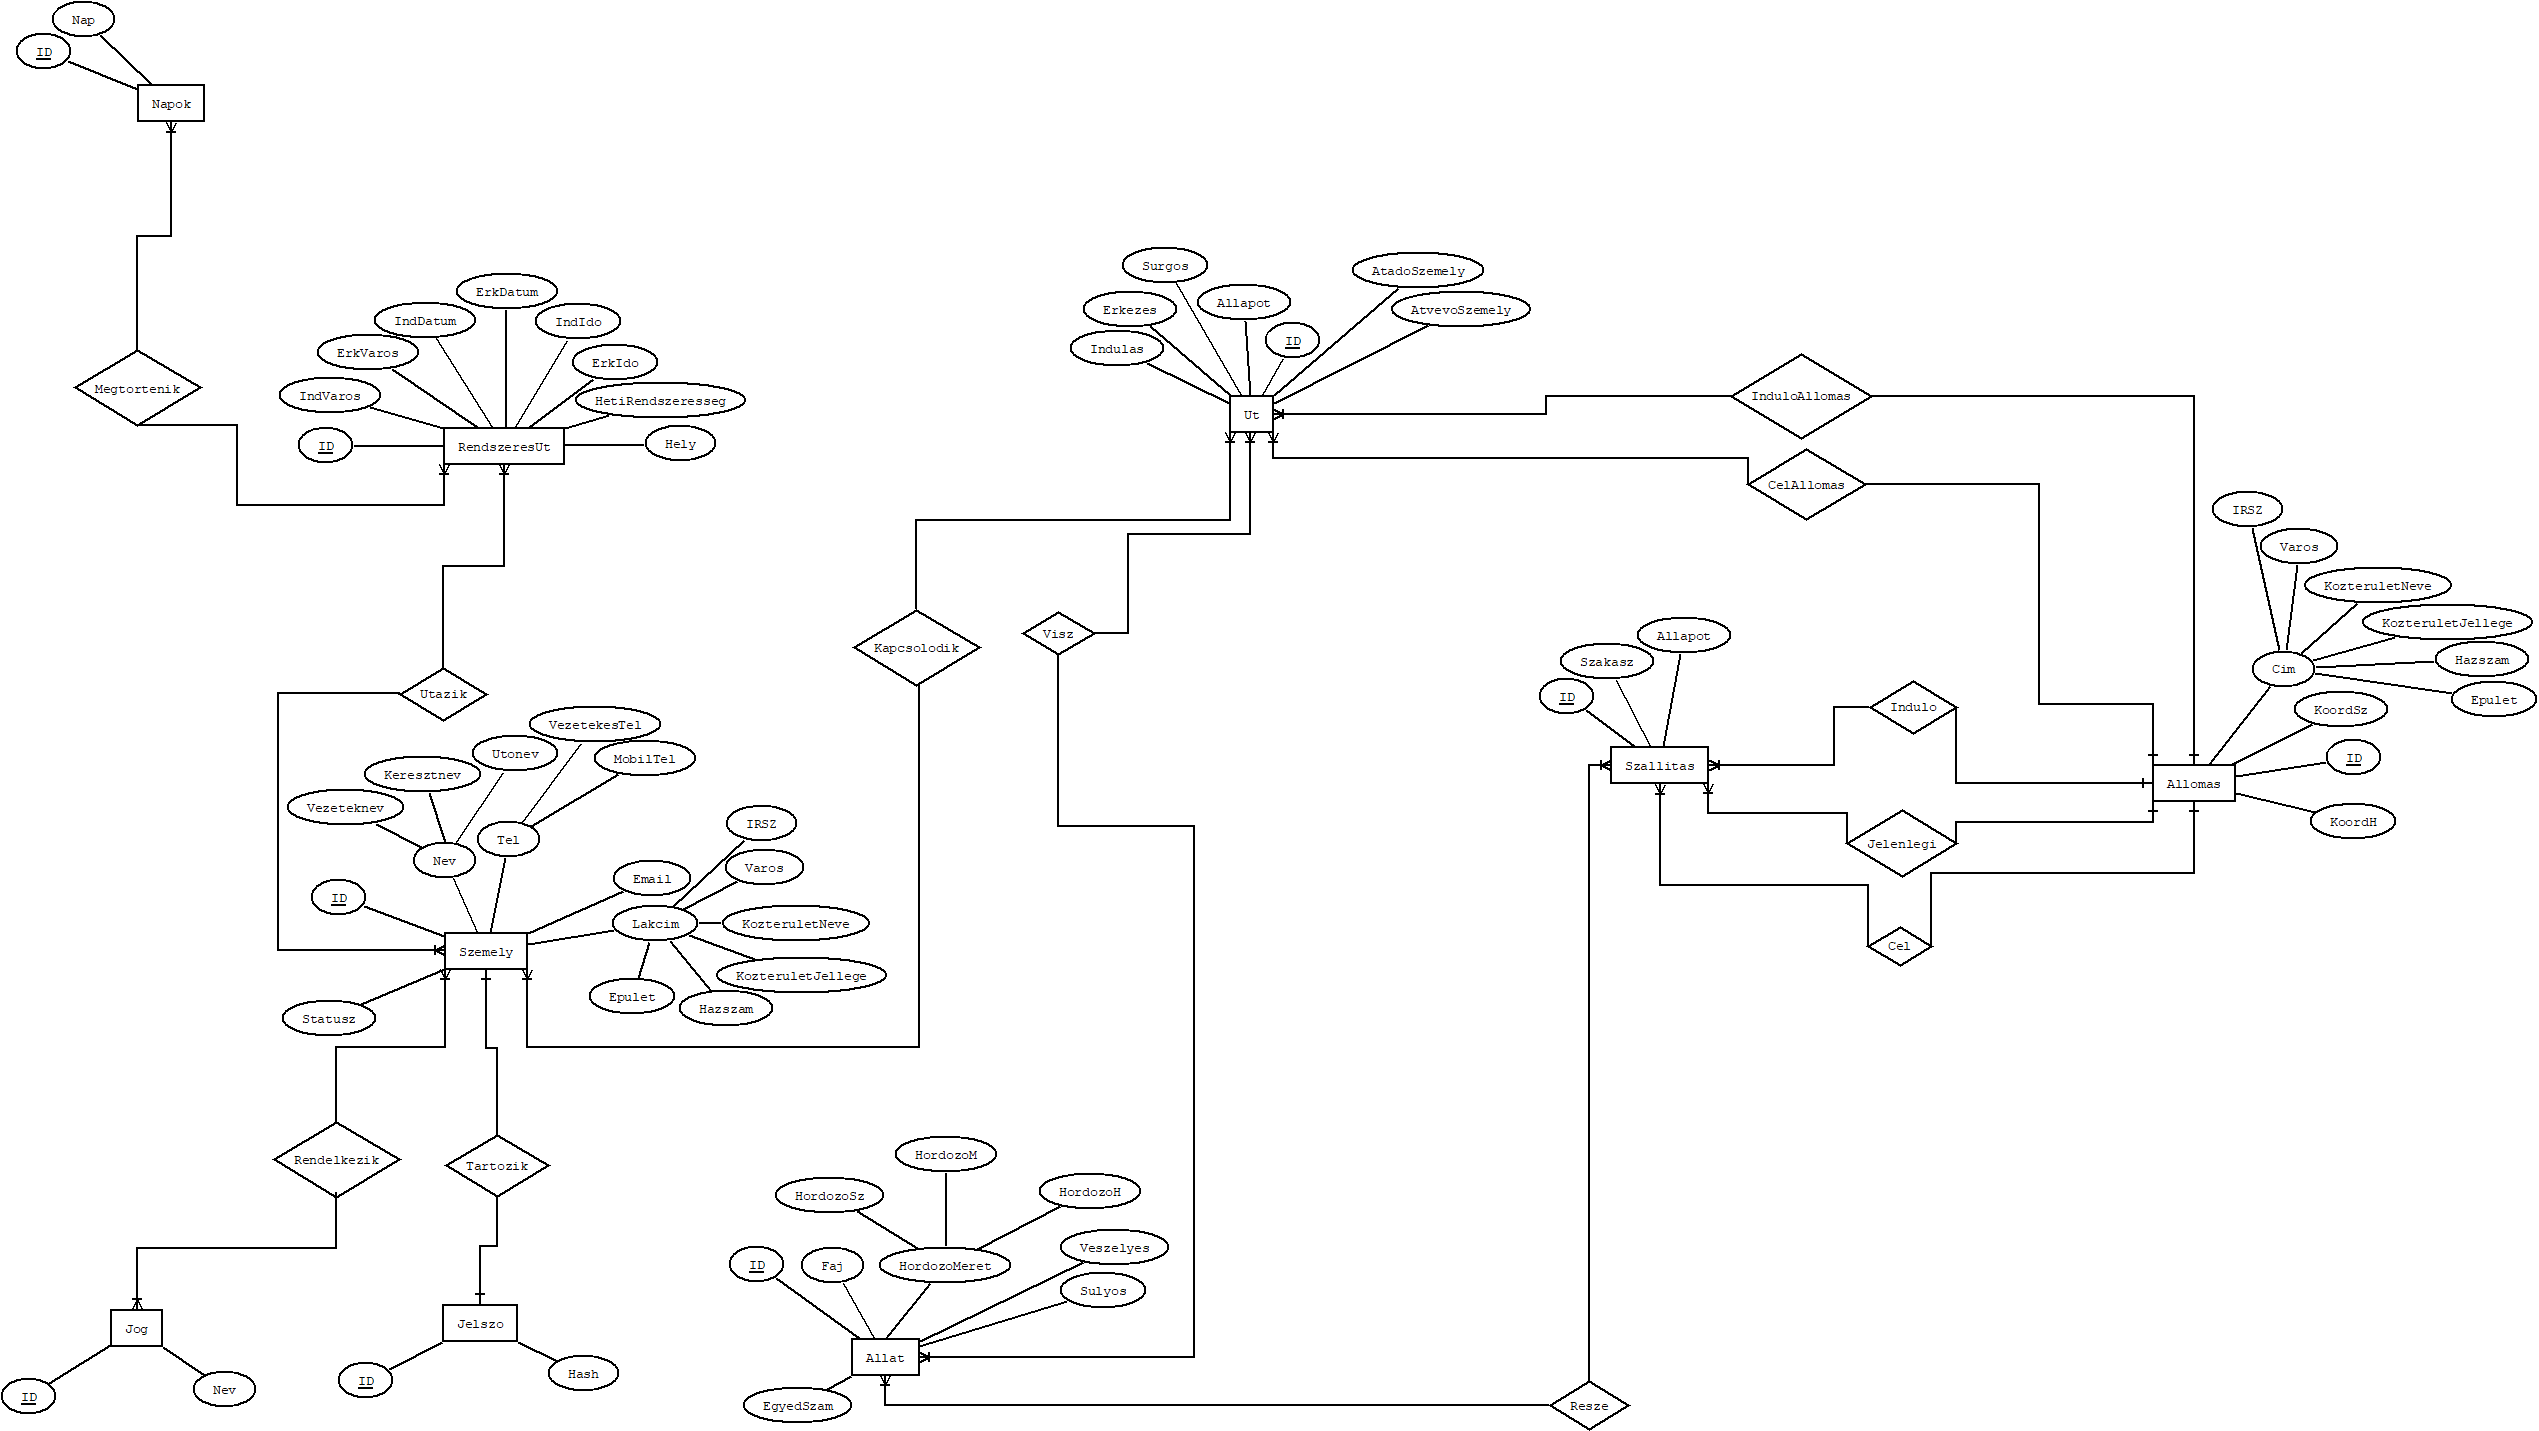 Nap
ID
Napok
Megtortenik
ErkDatum
IndDatum
IndIdo
ErkVaros
ErkIdo
IndVaros
HetiRendszeresseg
ID
RendszeresUt
Hely
Utazik
Surgos
AtadoSzemely
Erkezes
Allapot
AtvevoSzemely
Indulas
ID
Ut
InduloAllomas
CelAllomas
Kapcsolodik
Visz
IRSZ
Varos
KozteruletNeve
KozteruletJellege
Hazszam
Cim
Epulet
KoordSz
ID
Allomas
KoordH
Allapot
Szakasz
ID
Szallitas
Indulo
Jelenlegi
Cel
VezetekesTel
Utonev
MobilTel
Keresztnev
Vezeteknev
Tel
Nev
IRSZ
Varos
Email
ID
Lakcim
KozteruletNeve
Szemely
KozteruletJellege
Epulet
Hazszam
Statusz
Rendelkezik
Tartozik
HordozoM
HordozoSz
HordozoH
Veszelyes
ID
Faj
HordozoMeret
Sulyos
Jog
Jelszo
Allat
ID
Nev
ID
Hash
EgyedSzam
Resze